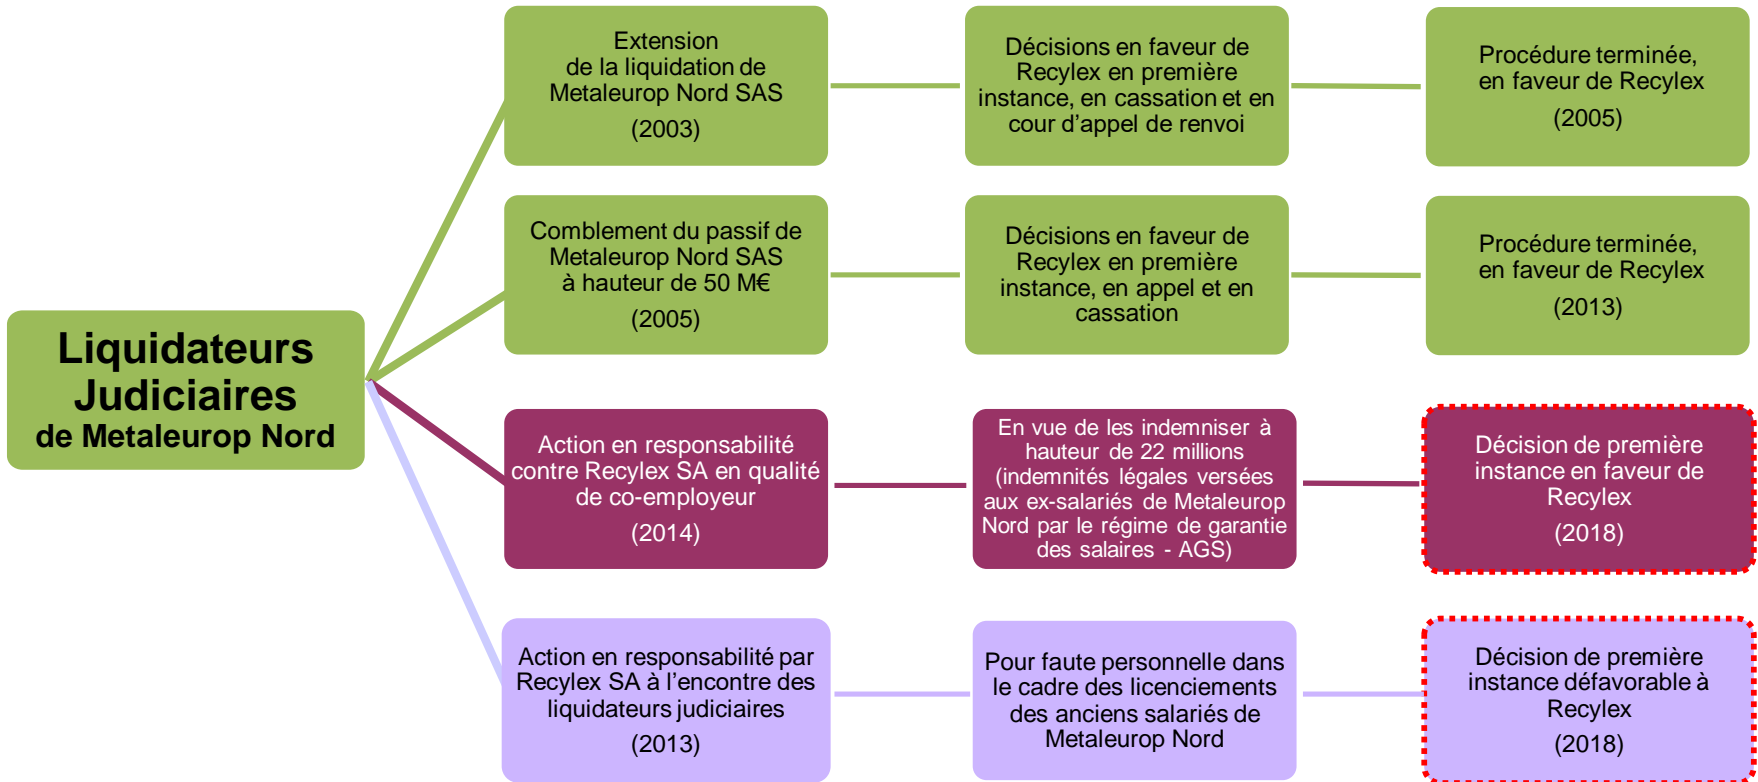 Liquidateurs
Judiciaires
de Metaleurop Nord
Extension
de la liquidation de
Metaleurop Nord SAS
(2003)
Décisions en faveur de
Recylex en première
instance, en cassation et en
cour d’appel de renvoi
Procédure terminée,
en faveur de Recylex
(2005)
Comblement du passif de
Metaleurop Nord SAS
à hauteur de 50 M€
(2005)
Décisions en faveur de
Recylex en première
instance, en appel et en
cassation
Procédure terminée,
en faveur de Recylex
(2013)
Action en responsabilité
contre Recylex SA en qualité
de co-employeur
(2014)
En vue de les indemniser à
hauteur de 22 millions
(indemnités légales versées
aux ex-salariés de Metaleurop
Nord par le régime de garantie
des salaires - AGS)
Décision de première
instance en faveur de
Recylex
(2018)
Action en responsabilité par
Recylex SA à l’encontre des
liquidateurs judiciaires
(2013)
Pour faute personnelle dans
le cadre des licenciements
des anciens salariés de
Metaleurop Nord
Décision de première
instance défavorable à
Recylex
(2018)